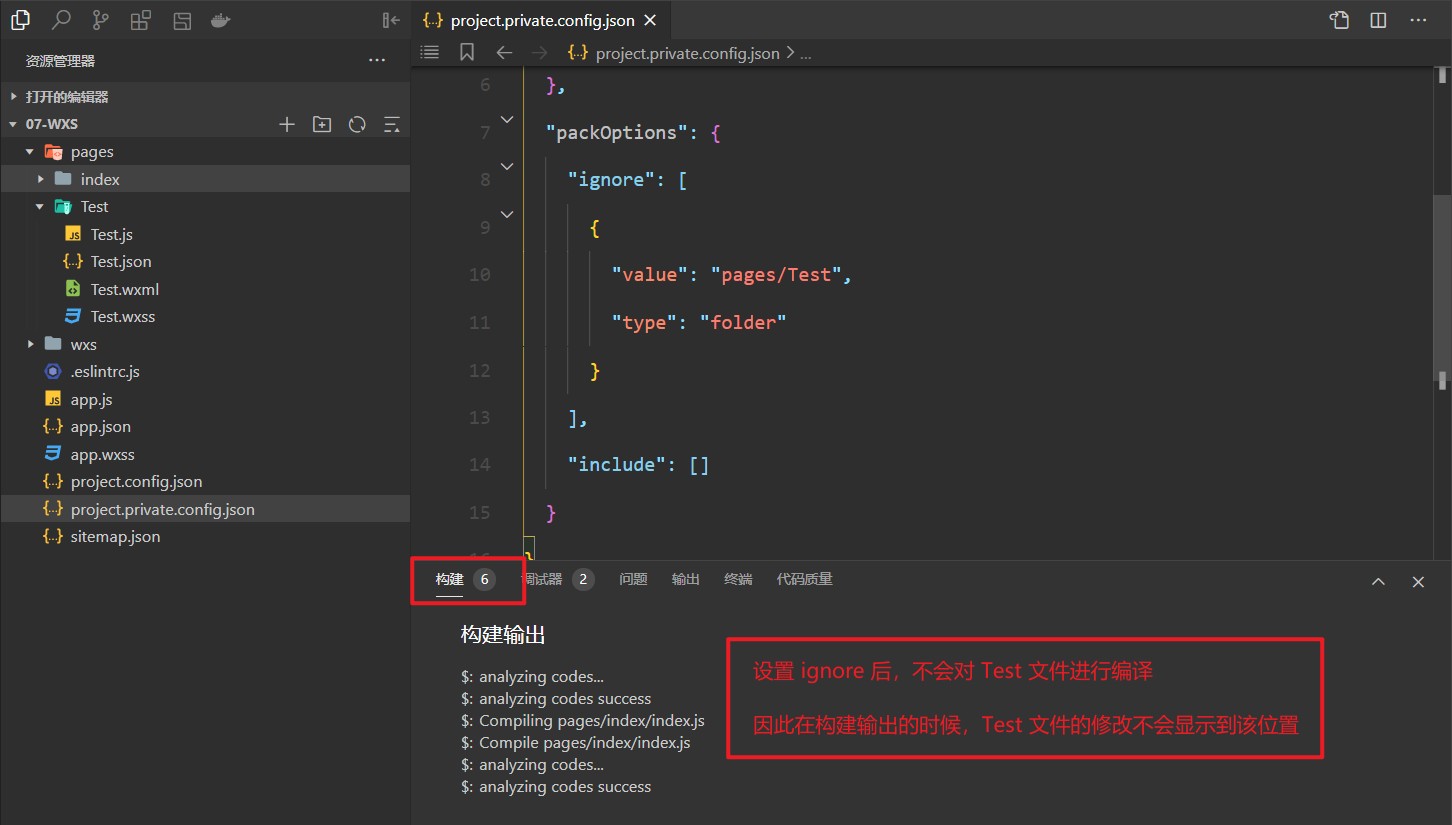 project.private.config.json
资源管理器
project.private.config.json > ...
打开的编辑器
07-WXS
pages
index
Test
Test.js
Test.json
Test.wxml
Test.wxss
wxs
.eslintrc.js
app.js
app.json
app.wxss
project.config.json
project.private.config.json
sitemap.json
6 },
7 "packOptions": {
8 "ignore": [
9 {
10 "value": "pages/Test",
11 "type": "folder"
12 }
13 ],
14 "include": []
15 }
16 }
构建 6 调试器 2 问题 输出 终端 代码质量
构建输出
$: analyzing codes...
$: analyzing codes success
$: Compiling pages/index/index.js
$: Compile pages/index/index.js
$: analyzing codes...
$: analyzing codes success
设置 ignore 后，不会对 Test 文件进行编译
因此在构建输出的时候，Test 文件的修改不会显示到该位置